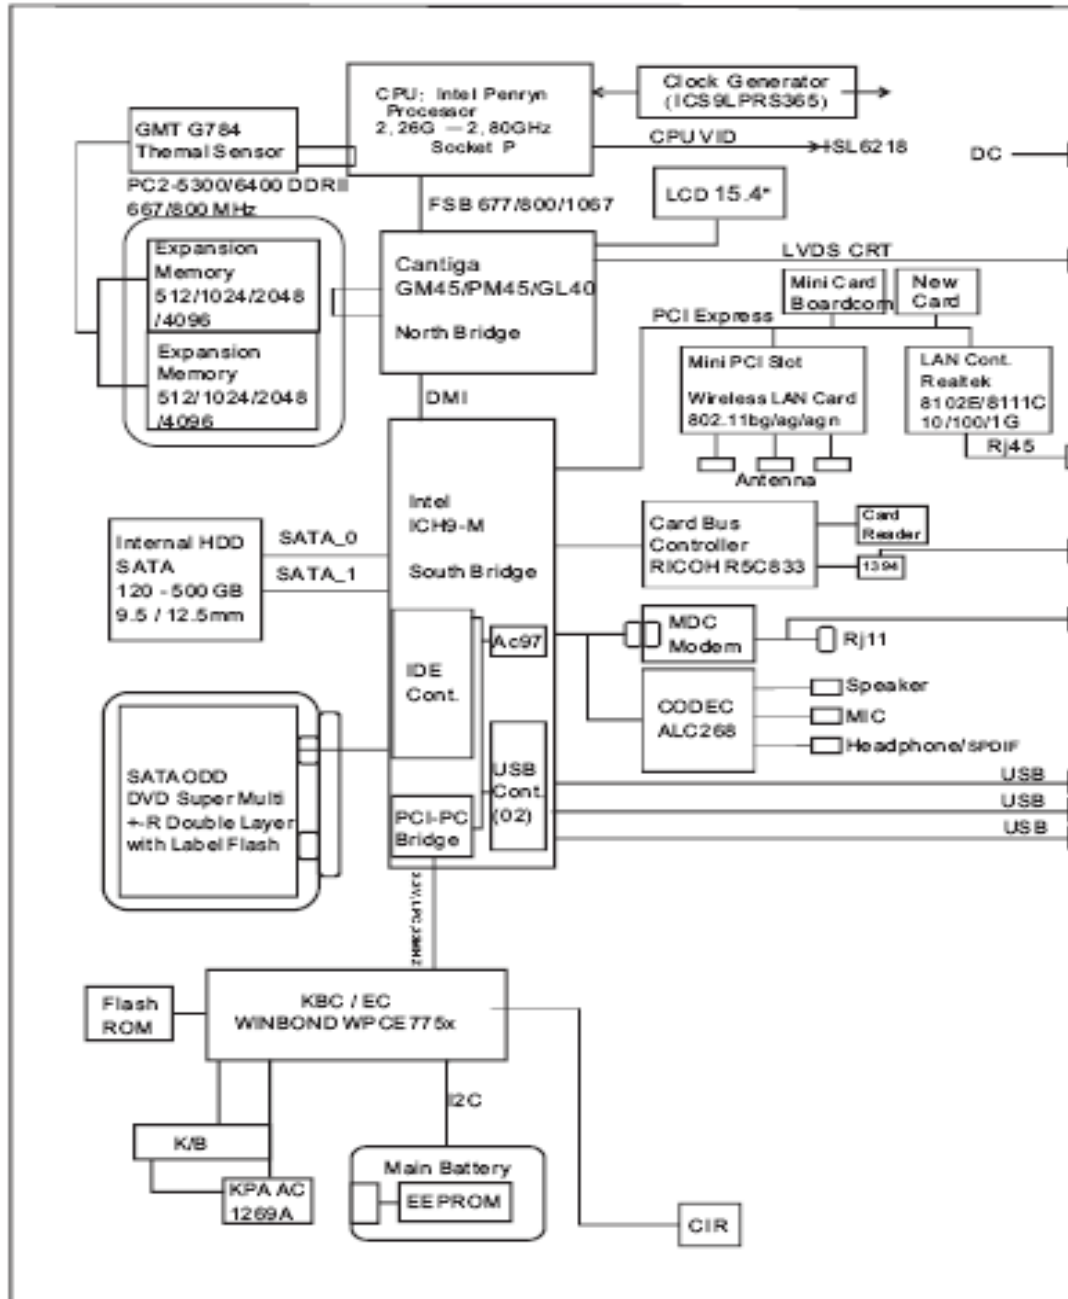 CPU: Intel Penryn
Processor
2,26G — 2,80GHz
Socket P
Clock Generator
(ICS9LPRS365)
GMT G784
Themal Sensor
CPU VID
ISL6218
DC
PC2-5300/6400 DDRII
667/800 MHz
FSB 677/800/1067
LCD 15.4"
LVDS CRT
Expansion
Memory
512/1024/2048
/4096
Expansion
Memory
512/1024/2048
/4096
Cantiga
GM45/PM45/GL40
North Bridge
DMI
PCI Express
Mini Card
Boardcom
New
Card
Mini PCI Slot
Wireless LAN Card
802.11bg/ag/agn
Antenna
LAN Cont.
Realtek
8102E/8111C
10/100/1G
Rj45
Intel
ICH9-M
South Bridge
Internal HDD
SATA
120 - 500 GB
9.5 / 12.5mm
SATA_0
SATA_1
Card Bus
Controller
RICOH R5C833
Card
Reader
1394
IDE
Cont.
Ac97
MDC
Modem
Rj11
CODEC
ALC268
Speaker
MIC
Headphone/SPDIF
USB
Cont.
(02)
USB
USB
USB
PCI-PC
Bridge
SATA ODD
DVD Super Multi
+-R Double Layer
with Label Flash
3.3V, LPC, 33MHz
Flash
ROM
KBC / EC
WINBOND WPCE775x
I2C
K/B
KPA AC
1269A
Main Battery
EEPROM
CIR